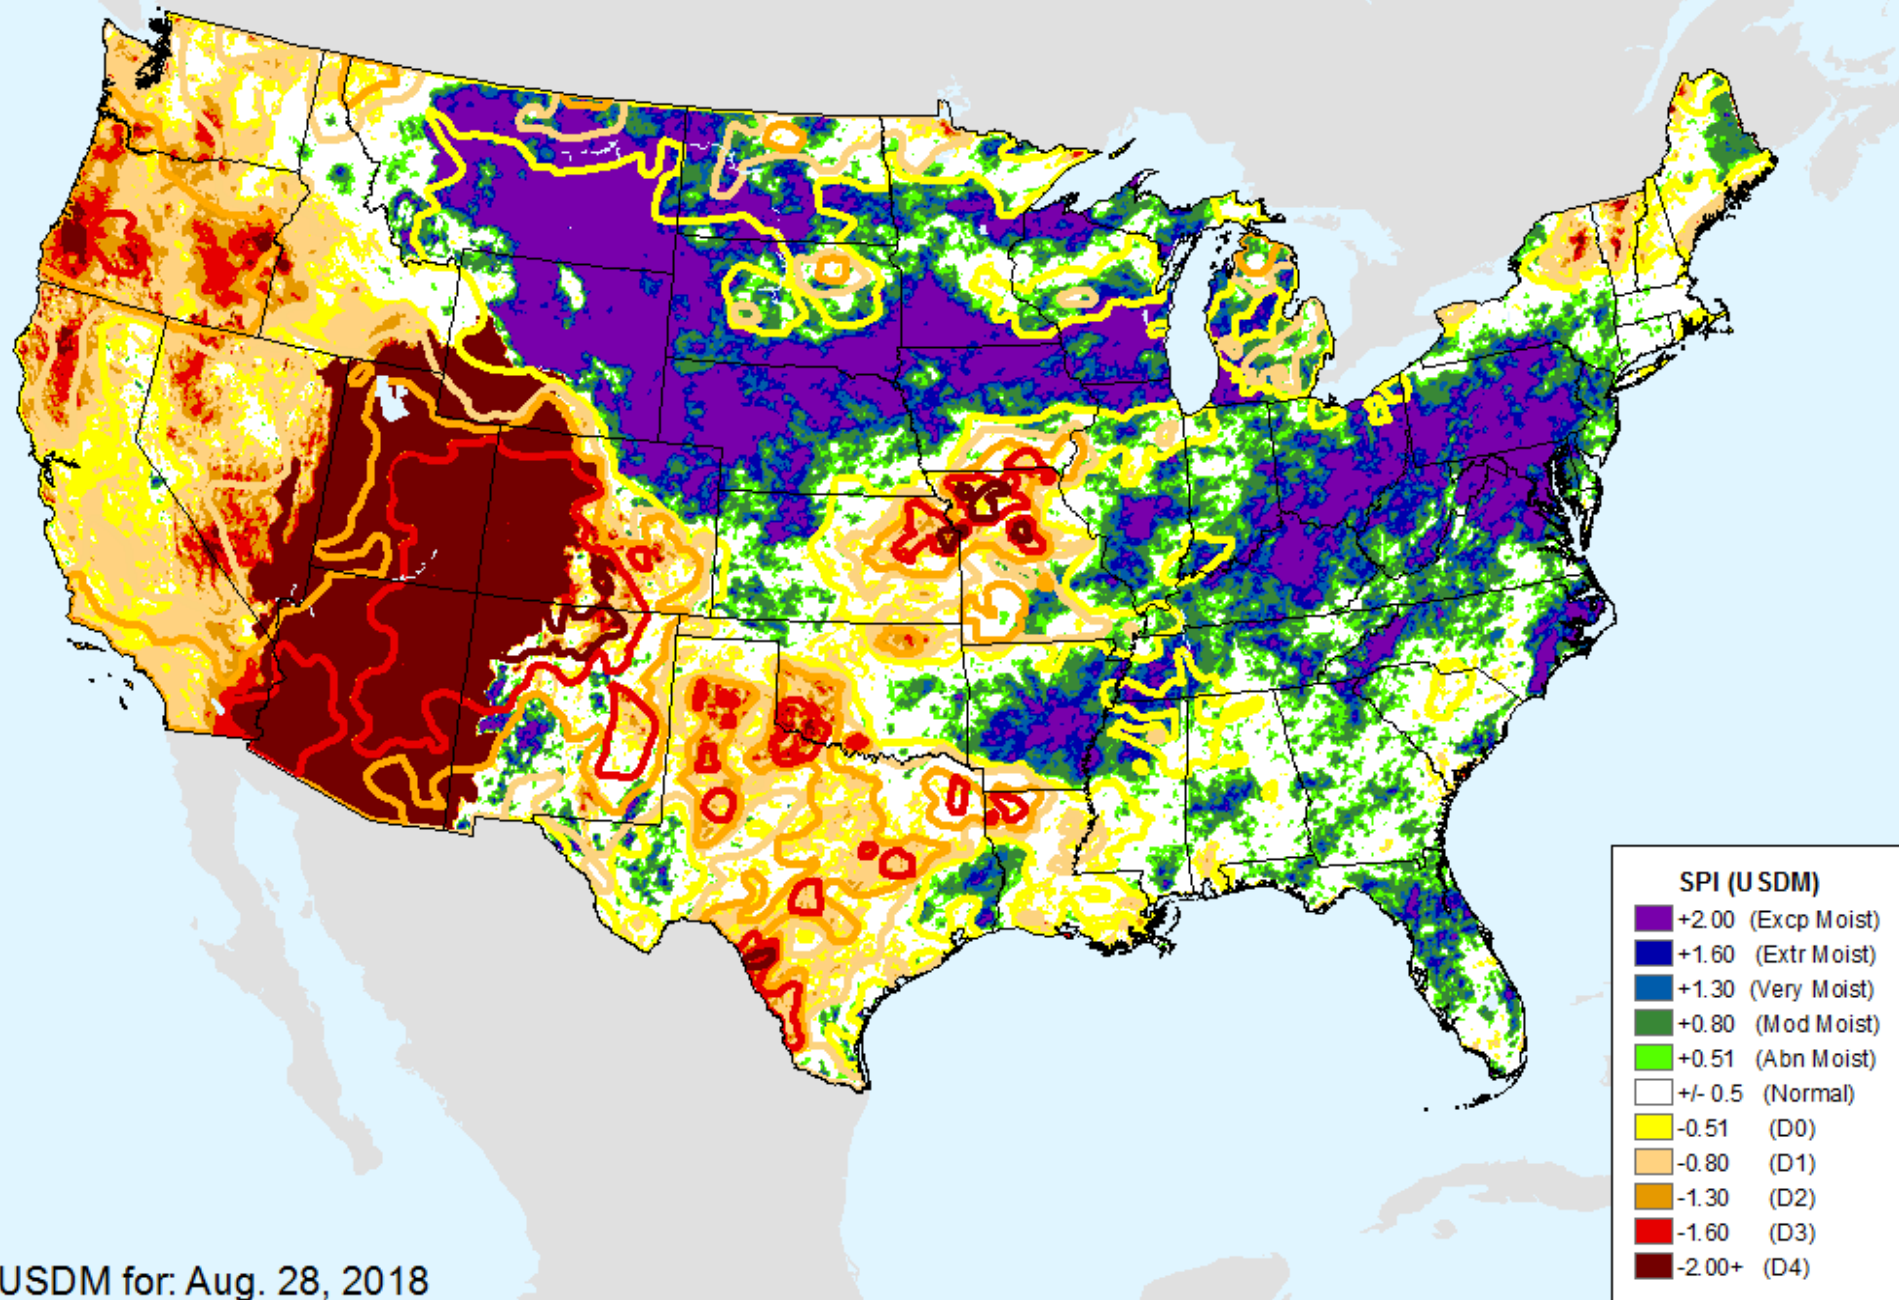 SPI (USDM)
+2.00 (Excp Moist)
+1.60 (Extr Moist)
+1.30 (Very Moist)
+0.80 (Mod Moist)
+0.51 (Abn Moist)
+/- 0.5 (Normal)
-0.51 (D0)
-0.80 (D1)
-1.30 (D2)
-1.60 (D3)
-2.00+ (D4)
USDM for: Aug. 28, 2018